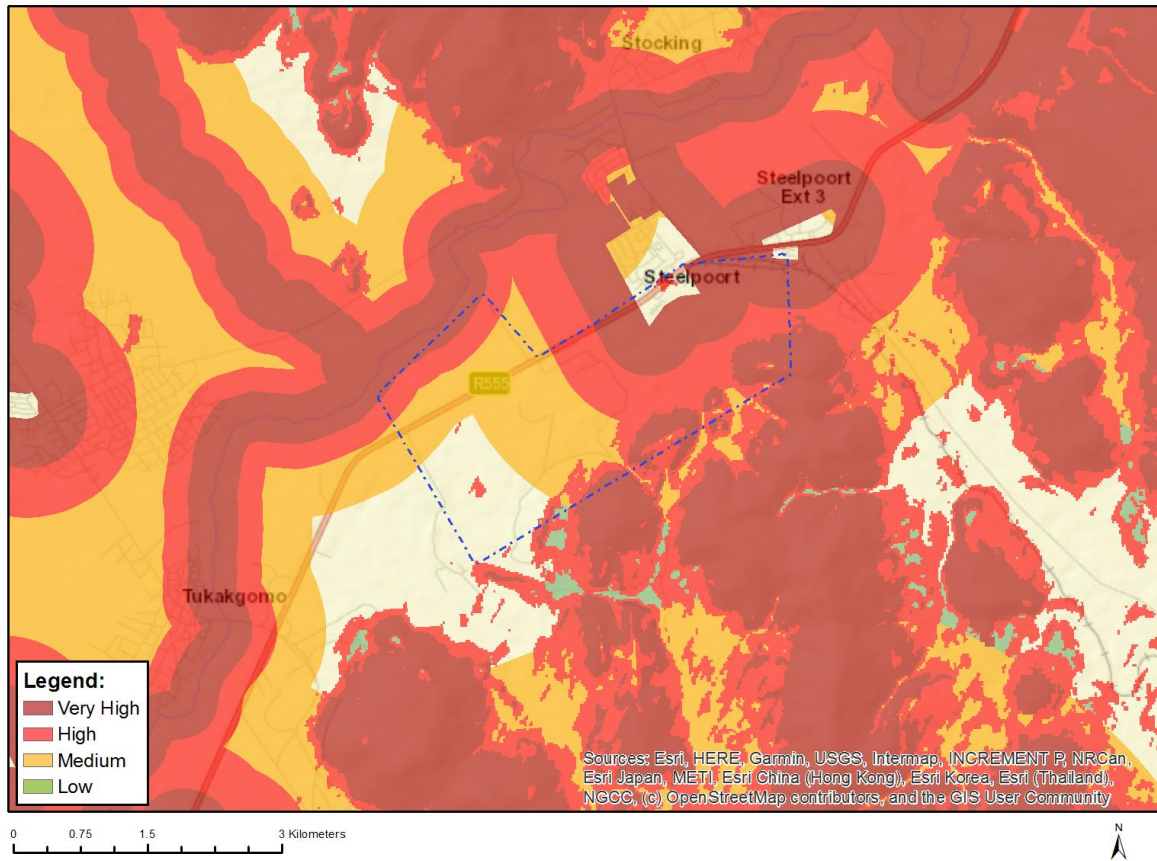 Stocking
Steelpoort
Ext 3
Steelpoort
R555
Tukakgomo
Legend:
Very High
High
Medium
Low
Sources: Esri, HERE, Garmin, USGS, Intermap, INCREMENT P, NRCan,
Esri Japan, METI, Esri China (Hong Kong), Esri Korea, Esri (Thailand),
NGCC, (c) OpenStreetMap contributors, and the GIS User Community
0 0.75 1.5 3 Kilometers
N